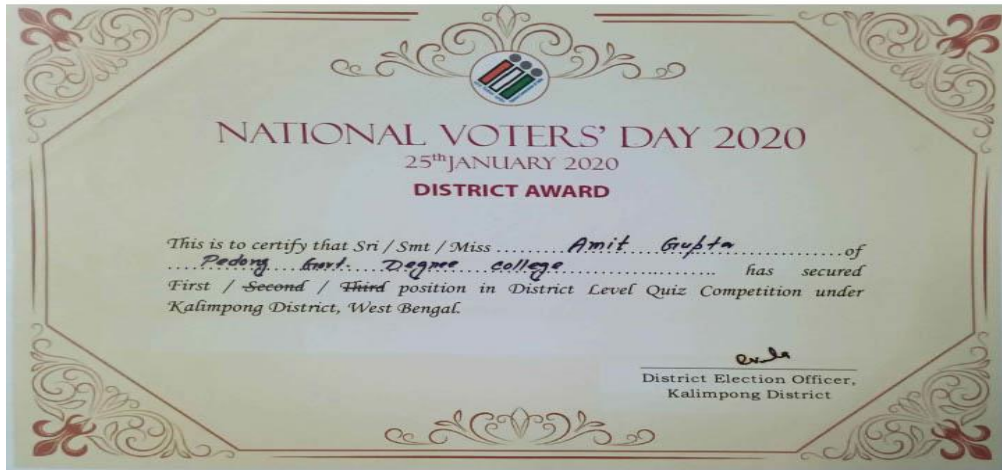 NATIONAL VOTERS' DAY 2020
25th JANUARY 2020
DISTRICT AWARD
This is to certify that Sri / Smt / Miss ........ Amit Gupta ................of
.....Pedong Govt. Degree college........................ has secured
First / Second / Third position in District Level Quiz Competition under
Kalimpong District, West Bengal.
District Election Officer,
Kalimpong District